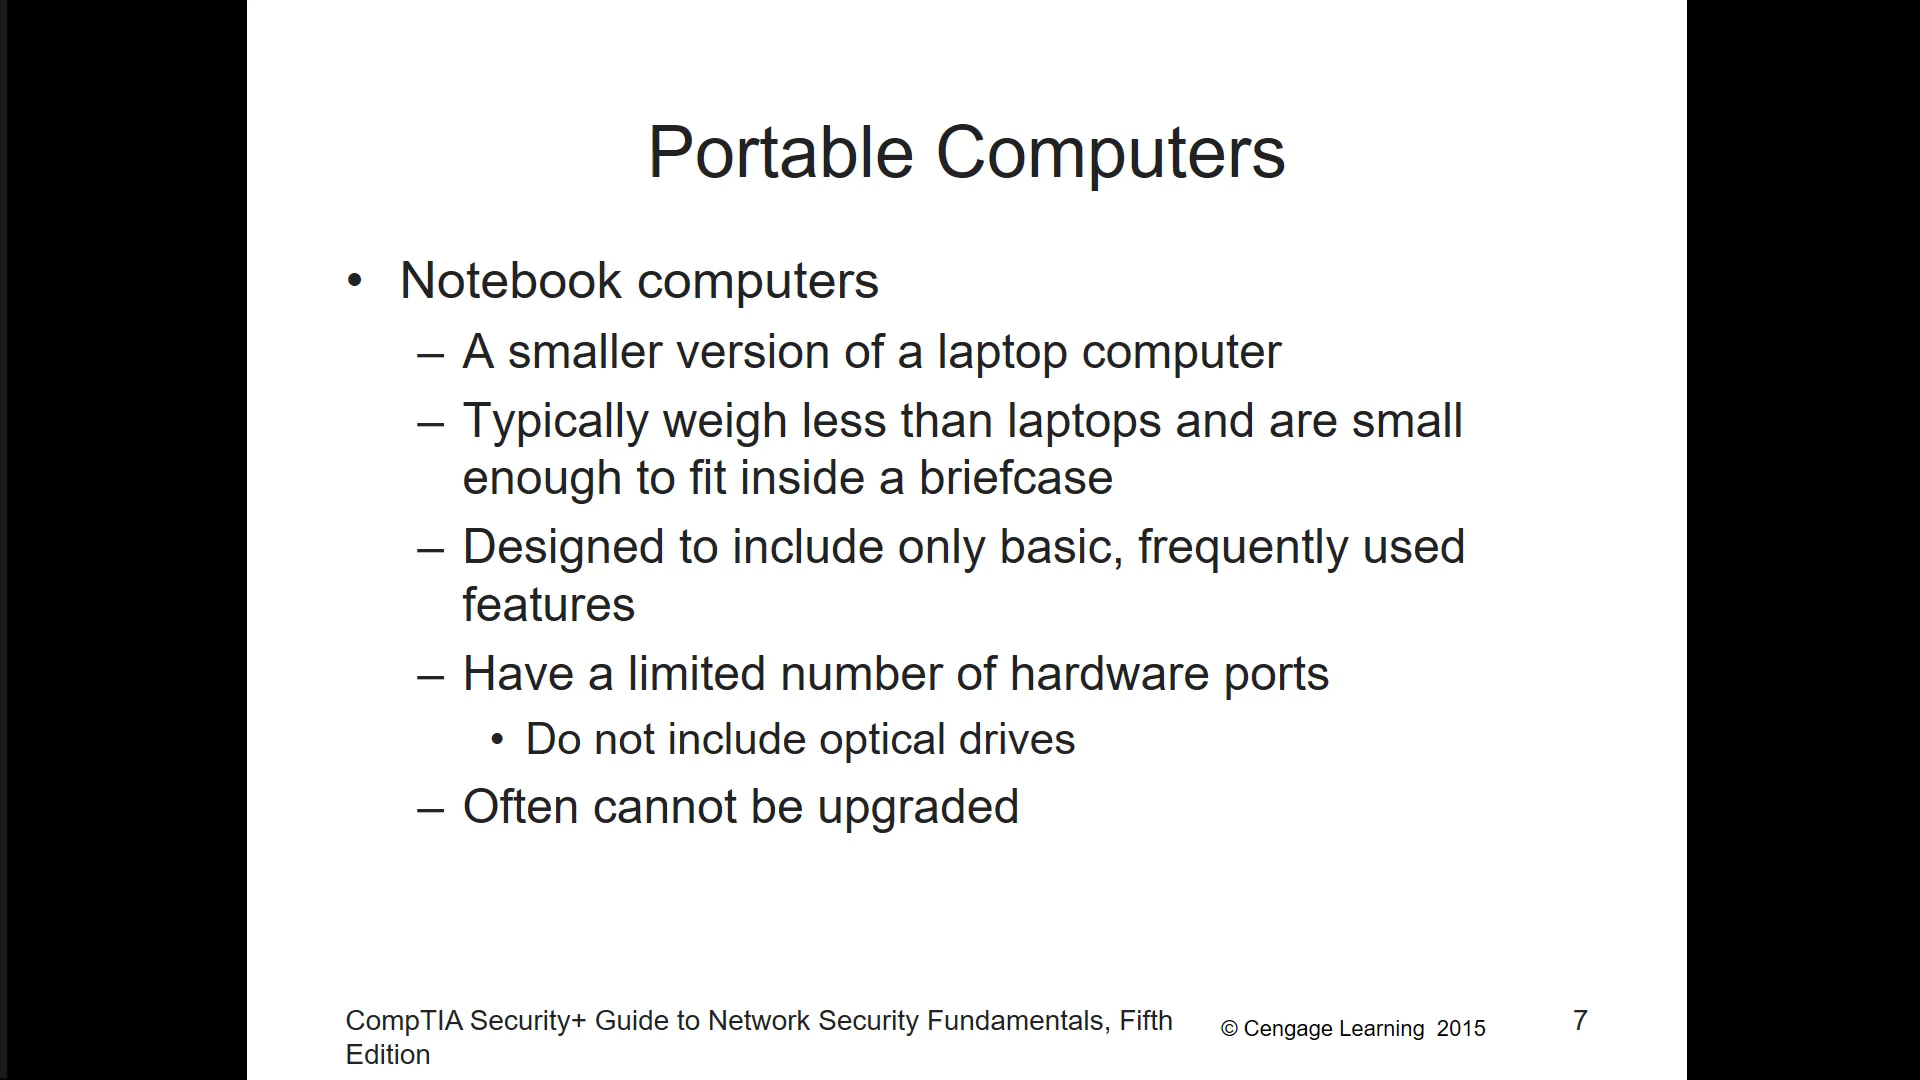 Portable Computers
• Notebook computers
– A smaller version of a laptop computer
– Typically weigh less than laptops and are small
enough to fit inside a briefcase
– Designed to include only basic, frequently used
features
– Have a limited number of hardware ports
• Do not include optical drives
– Often cannot be upgraded
CompTIA Security+ Guide to Network Security Fundamentals, Fifth
Edition
© Cengage Learning 2015
7